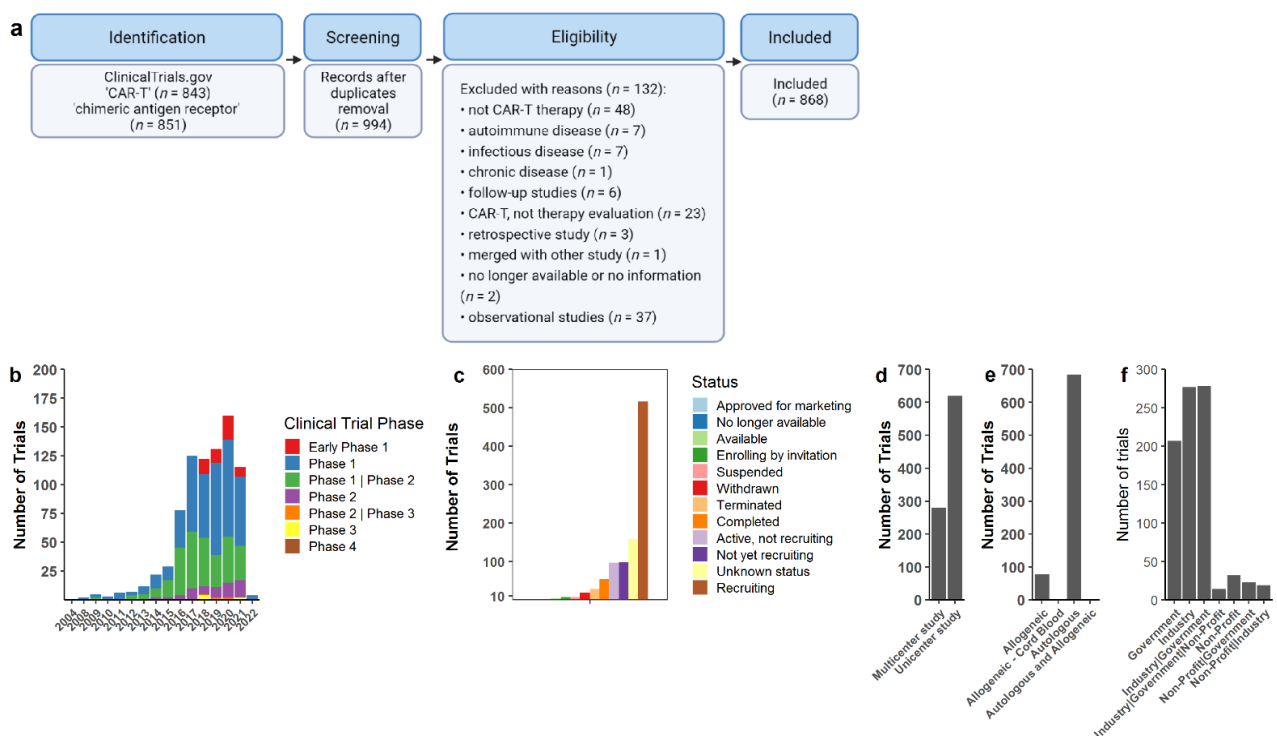 a
Identification
Screening
Eligibility
Included
ClinicalTrials.gov
'CAR-T' (n = 843)
'chimeric antigen receptor'
(n = 851)
Records after
duplicates
removal
(n = 994)
Excluded with reasons (n = 132):
• not CAR-T therapy (n = 48)
• autoimmune disease (n = 7)
• infectious disease (n = 7)
• chronic disease (n = 1)
• follow-up studies (n = 6)
• CAR-T, not therapy evaluation (n = 23)
• retrospective study (n = 3)
• merged with other study (n = 1)
• no longer available or no information
(n = 2)
• observational studies (n = 37)
Included
(n = 868)
b
Number of Trials
200
175
150
125
100
75
50
25
2004
2008
2009
2010
2011
2012
2013
2014
2015
2016
2017
2018
2019
2020
2021
2022
Clinical Trial Phase
Early Phase 1
Phase 1
Phase 1 | Phase 2
Phase 2
Phase 2 | Phase 3
Phase 3
Phase 4
c
Number of Trials
600
500
400
300
200
100
10
Status
Approved for marketing
No longer available
Available
Enrolling by invitation
Suspended
Withdrawn
Terminated
Completed
Active, not recruiting
Not yet recruiting
Unknown status
Recruiting
d
Number of Trials
700
600
500
400
300
200
100
0
Multicenter study
Unicenter study
e
Number of Trials
700
600
500
400
300
200
100
0
Allogeneic
Allogeneic - Cord Blood
Autologous
Autologous and Allogeneic
f
Number of trials
300
250
200
150
100
50
0
Government
Industry
Industry|Government
Industry|Government|Non-Profit
Non-Profit
Non-Profit|Government
Non-Profit|Industry